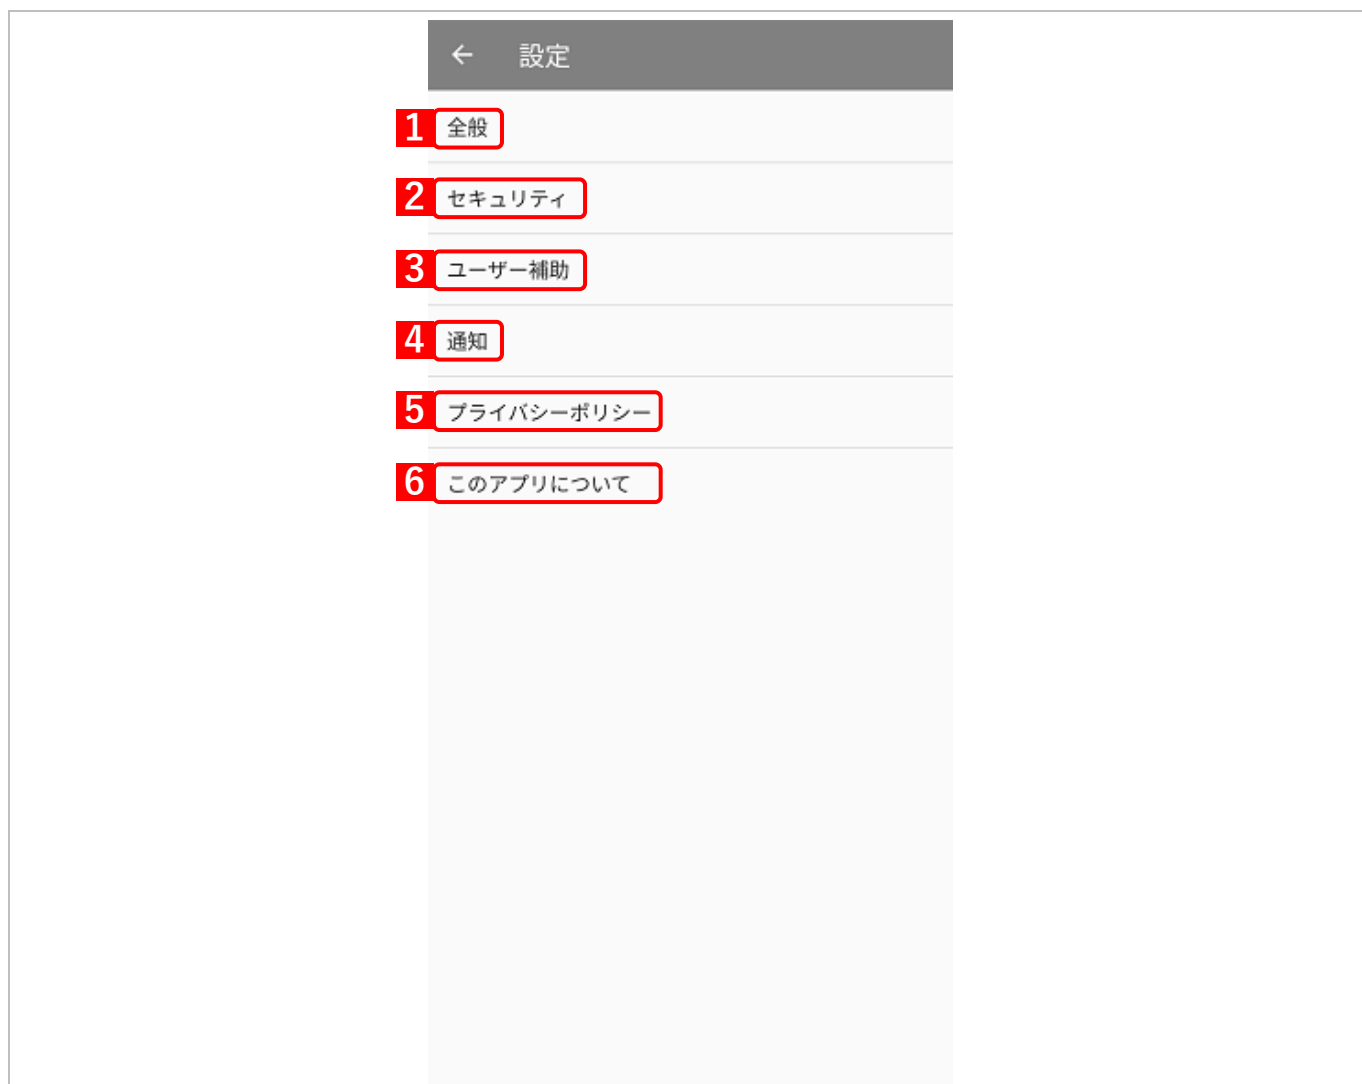 設定
1 全般
2 セキュリティ
3 ユーザー補助
4 通知
5 プライバシーポリシー
6 このアプリについて